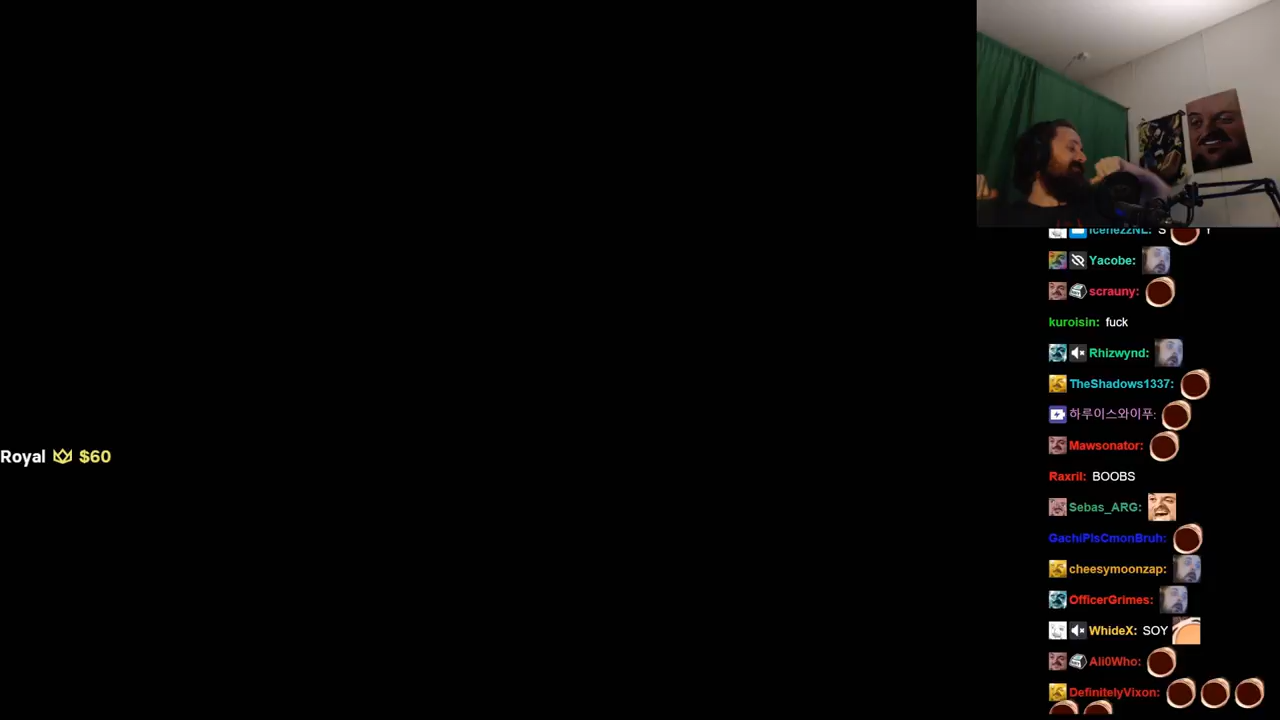 IcehezzNL: S Y
Yacobe:
scrauny:
kuroisin: fuck
Rhizwynd:
TheShadows1337:
하루이스와이푸:
Mawsonator:
Royal $60
Raxril: BOOBS
Sebas_ARG:
GachiPlsCmonBruh:
cheesymoonzap:
OfficerGrimes:
WhideX: SOY
Ali0Who:
DefinitelyVixon: